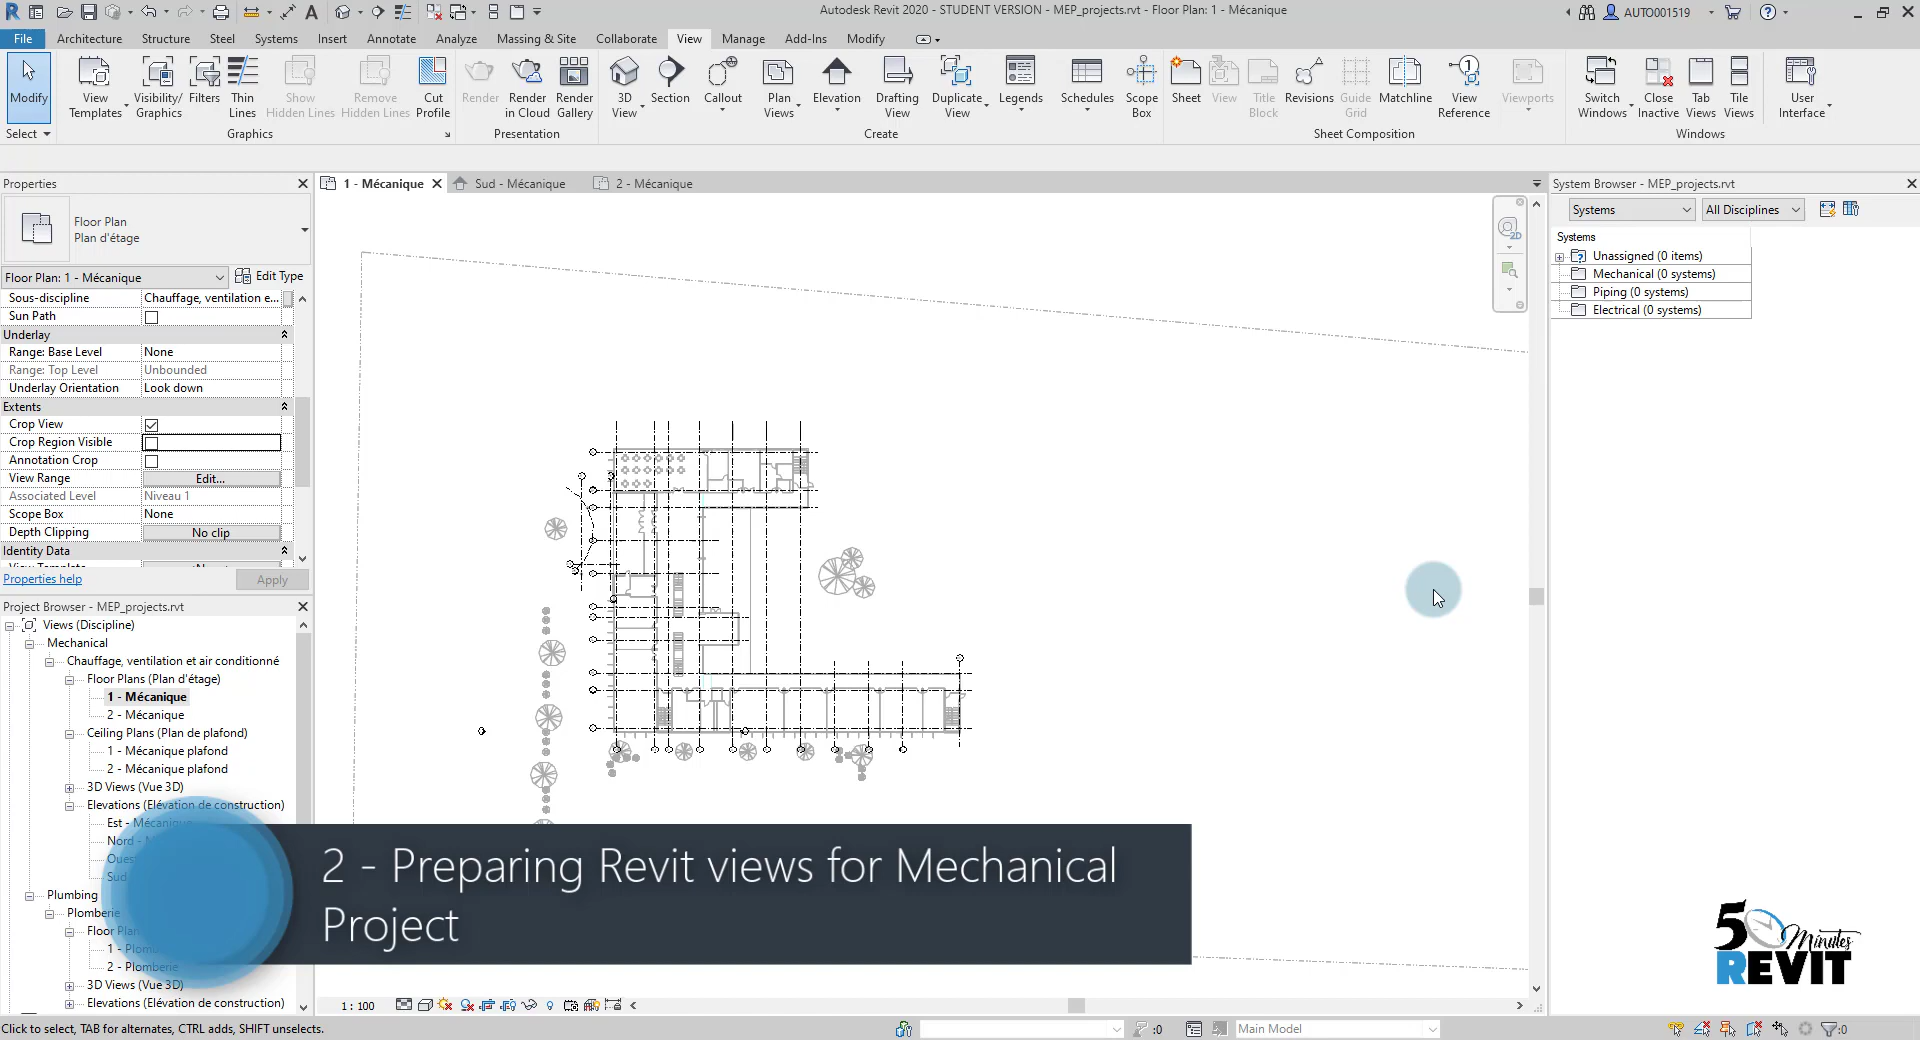 Autodesk Revit 2020 - STUDENT VERSION - MEP_projects.rvt - Floor Plan: 1 - Mécanique
AUTO001519
File Architecture Structure Steel Systems Insert Annotate Analyze Massing & Site Collaborate View Manage Add-Ins Modify
Modify
View Templates
Visibility/ Graphics
Filters
Thin Lines
Show Hidden Lines
Remove Hidden Lines
Cut Profile
Render
Render in Cloud
Render Gallery
3D View
Section
Callout
Plan Views
Elevation
Drafting View
Duplicate View
Legends
Schedules
Scope Box
Sheet
View
Title Block
Revisions
Guide Grid
Matchline
View Reference
Viewports
Switch Windows
Close Inactive
Tab Views
Tile Views
User Interface
Select Graphics Presentation Create Sheet Composition Windows
Properties
1 - Mécanique
Sud - Mécanique
2 - Mécanique
System Browser - MEP_projects.rvt
Floor Plan
Plan d'étage
Floor Plan: 1 - Mécanique
Edit Type
Sous-discipline Chauffage, ventilation e...
Sun Path
Underlay
Range: Base Level None
Range: Top Level Unbounded
Underlay Orientation Look down
Extents
Crop View
Crop Region Visible
Annotation Crop
View Range Edit...
Associated Level Niveau 1
Scope Box None
Depth Clipping No clip
Identity Data
Properties help
Apply
Project Browser - MEP_projects.rvt
Views (Discipline)
Mechanical
Chauffage, ventilation et air conditionné
Floor Plans (Plan d'étage)
1 - Mécanique
2 - Mécanique
Ceiling Plans (Plan de plafond)
1 - Mécanique plafond
2 - Mécanique plafond
3D Views (Vue 3D)
Elevations (Elévation de construction)
Est - Mécanique
Nord -
Ouest
Sud
Plumbing
Plomberie
Floor Plan
1 - Plomb
2 - Plomberie
3D Views (Vue 3D)
Elevations (Elévation de construction)
Systems
All Disciplines
Systems
Unassigned (0 items)
Mechanical (0 systems)
Piping (0 systems)
Electrical (0 systems)
2D
2 - Preparing Revit views for Mechanical
Project
50 Minutes
REVIT
1 : 100
Click to select, TAB for alternates, CTRL adds, SHIFT unselects.
:0
Main Model
:0